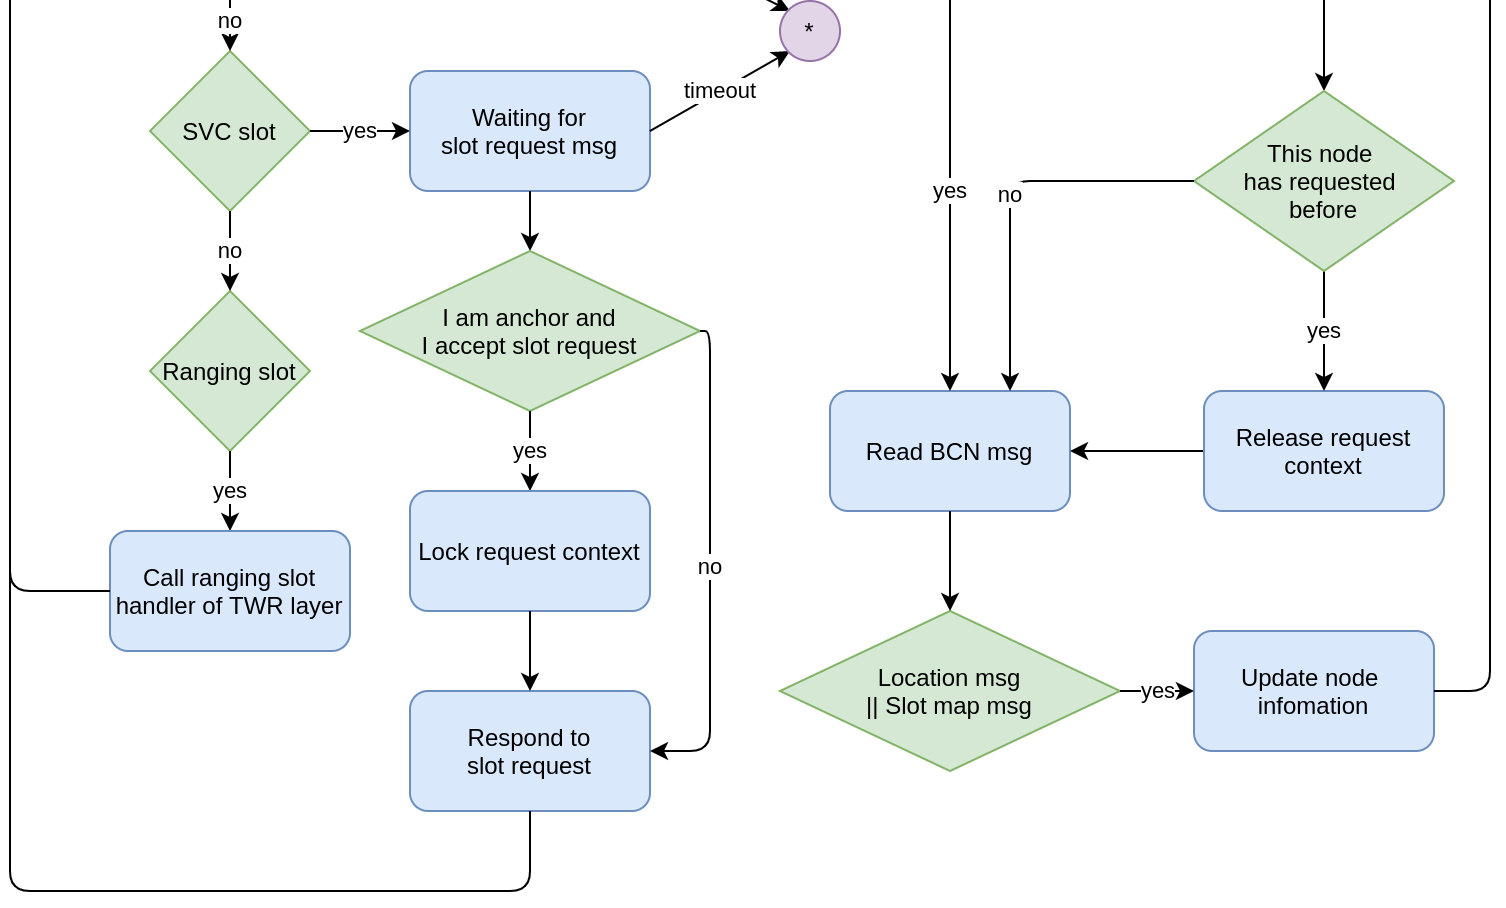 no
*
SVC slot
yes
Waiting for
slot request msg
timeout
no
I am anchor and
I accept slot request
Ranging slot
yes
no
yes
Lock request context
Call ranging slot
handler of TWR layer
Respond to
slot request
yes
no
This node
has requested
before
yes
Read BCN msg
Release request
context
Location msg
|| Slot map msg
yes
Update node
infomation